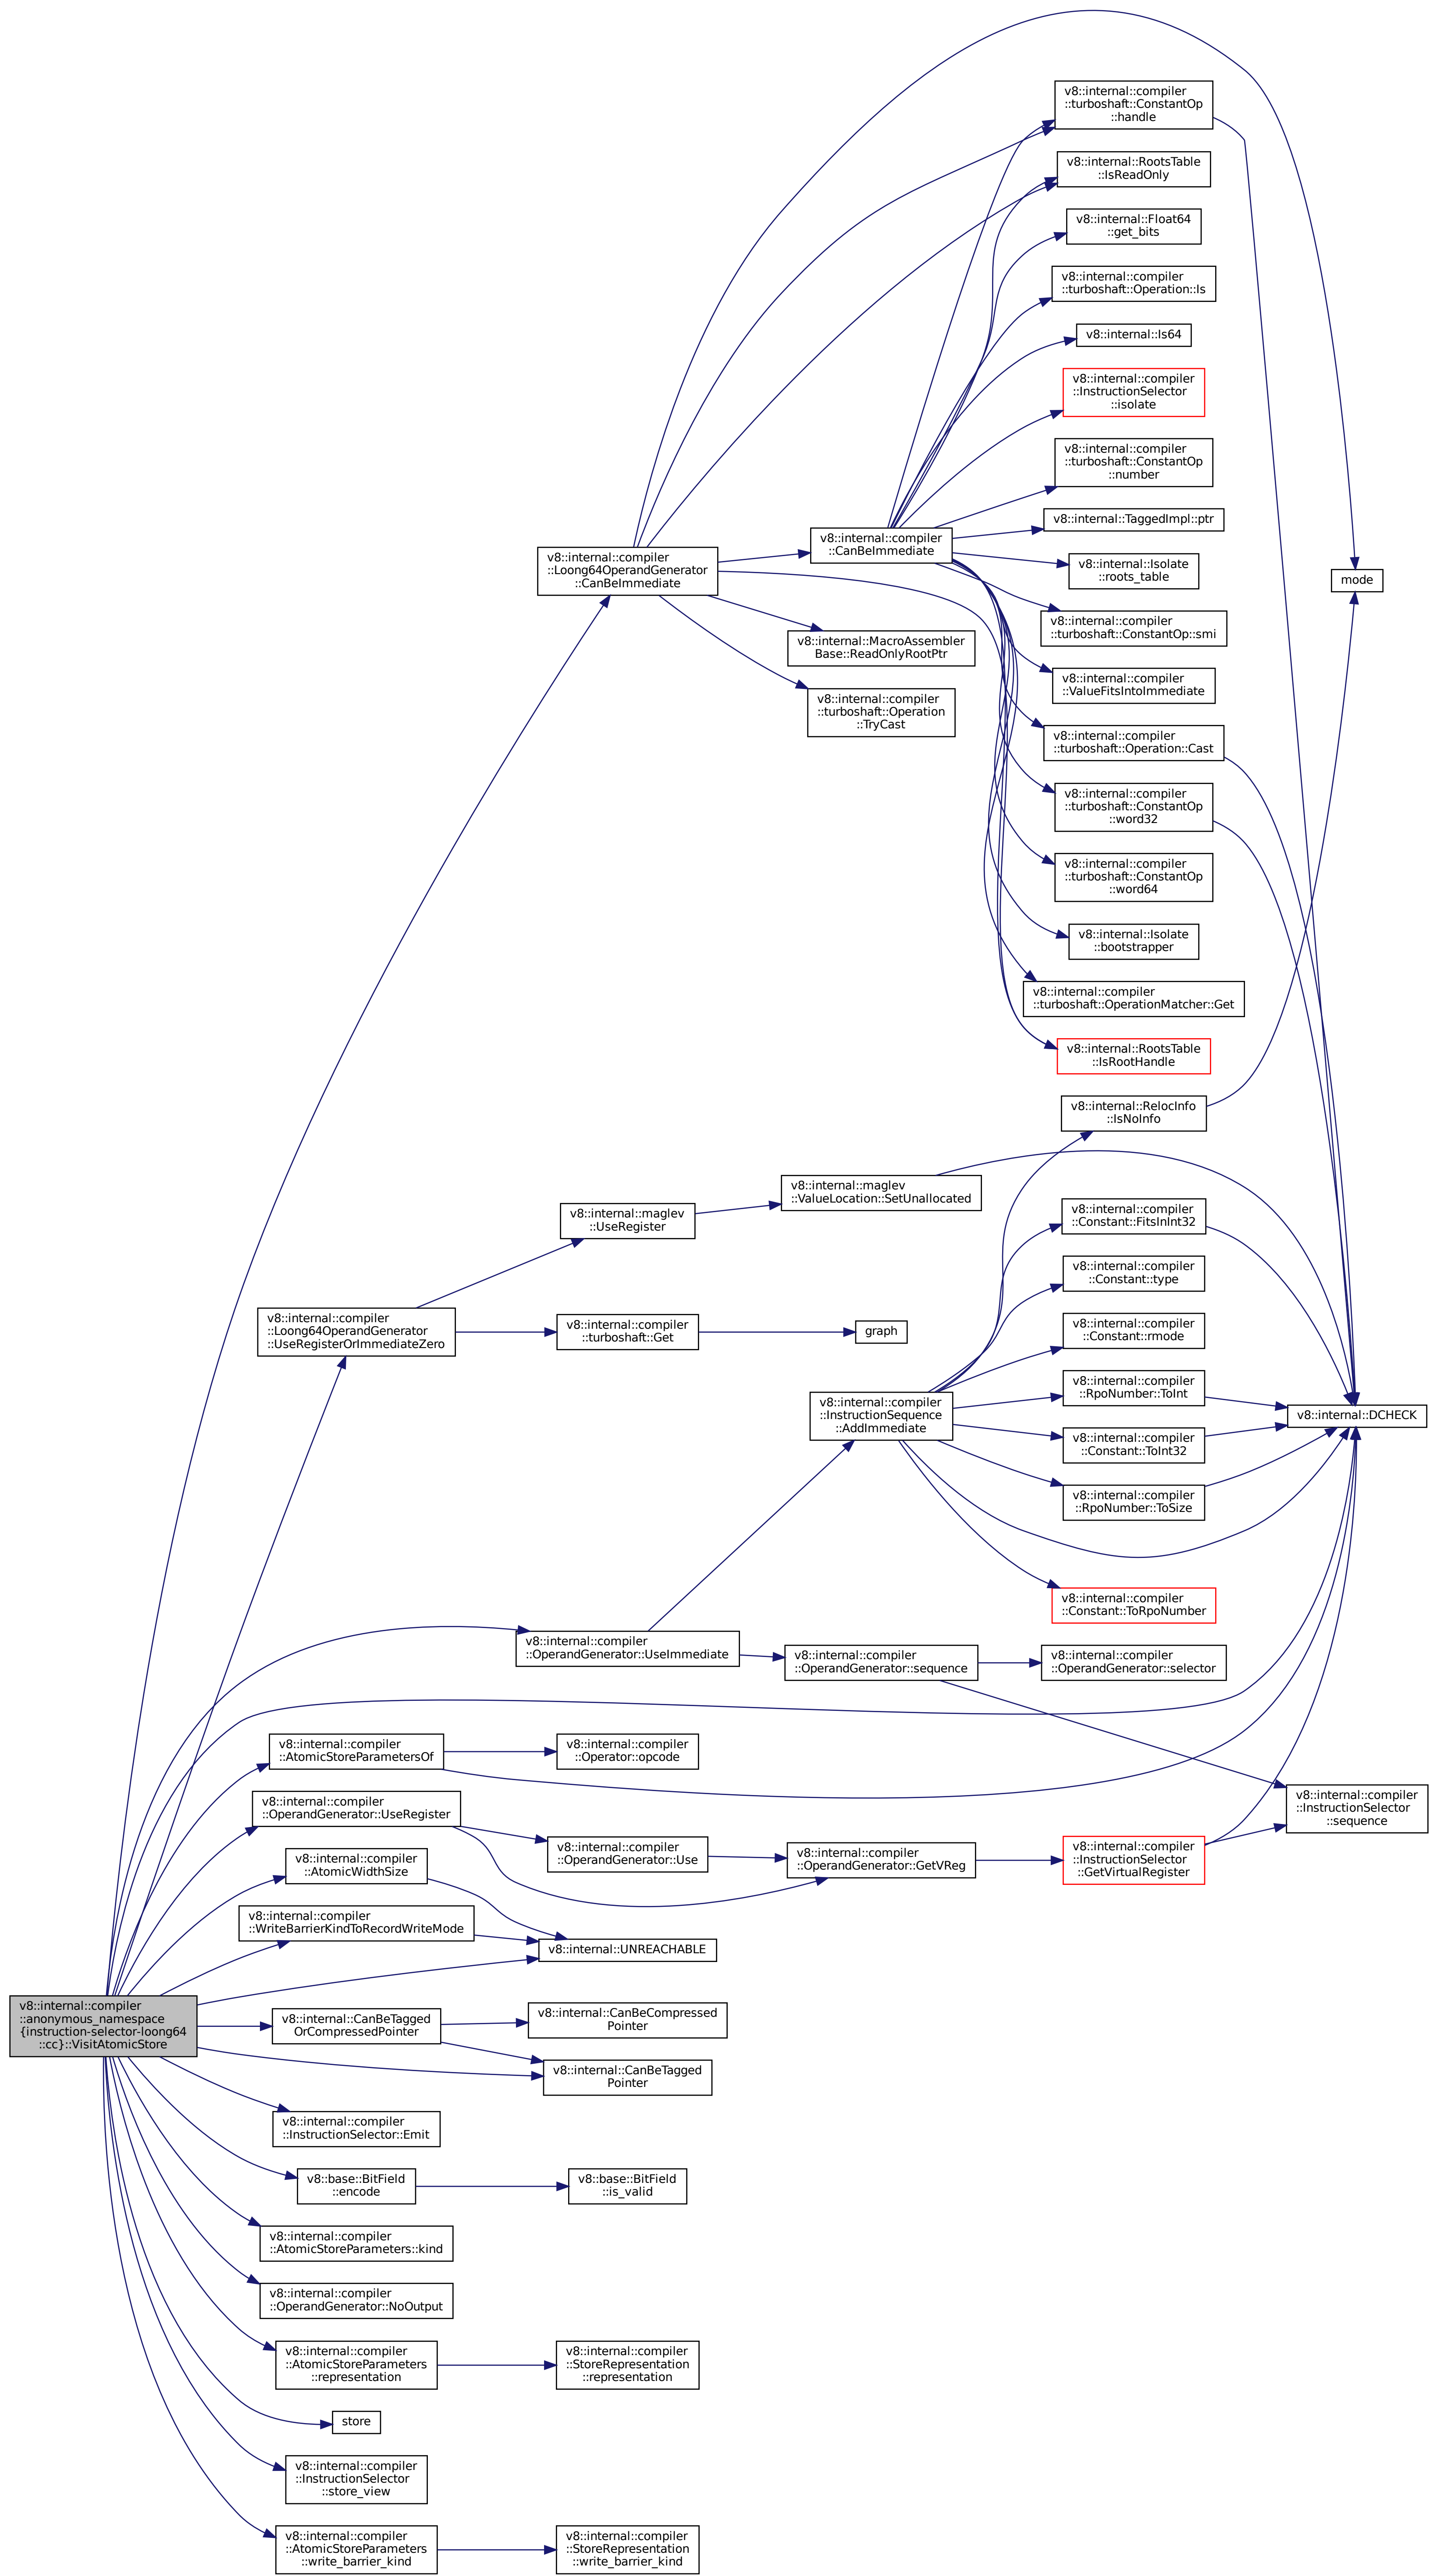 v8::internal::compiler
::turboshaft::ConstantOp
::handle
v8::internal::RootsTable
::IsReadOnly
v8::internal::Float64
::get_bits
v8::internal::compiler
::turboshaft::Operation::Is
v8::internal::Is64
v8::internal::compiler
::InstructionSelector
::isolate
v8::internal::compiler
::turboshaft::ConstantOp
::number
v8::internal::TaggedImpl::ptr
v8::internal::compiler
::CanBeImmediate
v8::internal::compiler
::Loong64OperandGenerator
::CanBeImmediate
v8::internal::Isolate
::roots_table
mode
v8::internal::compiler
::turboshaft::ConstantOp::smi
v8::internal::MacroAssembler
Base::ReadOnlyRootPtr
v8::internal::compiler
::ValueFitsIntoImmediate
v8::internal::compiler
::turboshaft::Operation
::TryCast
v8::internal::compiler
::turboshaft::Operation::Cast
v8::internal::compiler
::turboshaft::ConstantOp
::word32
v8::internal::compiler
::turboshaft::ConstantOp
::word64
v8::internal::Isolate
::bootstrapper
v8::internal::compiler
::turboshaft::OperationMatcher::Get
v8::internal::RootsTable
::IsRootHandle
v8::internal::RelocInfo
::IsNoInfo
v8::internal::maglev
::ValueLocation::SetUnallocated
v8::internal::maglev
::UseRegister
v8::internal::compiler
::Constant::FitsInInt32
v8::internal::compiler
::Constant::type
v8::internal::compiler
::Loong64OperandGenerator
::UseRegisterOrImmediateZero
v8::internal::compiler
::turboshaft::Get
graph
v8::internal::compiler
::Constant::rmode
v8::internal::compiler
::RpoNumber::ToInt
v8::internal::compiler
::InstructionSequence
::AddImmediate
v8::internal::DCHECK
v8::internal::compiler
::Constant::ToInt32
v8::internal::compiler
::RpoNumber::ToSize
v8::internal::compiler
::Constant::ToRpoNumber
v8::internal::compiler
::OperandGenerator::UseImmediate
v8::internal::compiler
::OperandGenerator::sequence
v8::internal::compiler
::OperandGenerator::selector
v8::internal::compiler
::AtomicStoreParametersOf
v8::internal::compiler
::Operator::opcode
v8::internal::compiler
::OperandGenerator::UseRegister
v8::internal::compiler
::InstructionSelector
::sequence
v8::internal::compiler
::OperandGenerator::Use
v8::internal::compiler
::OperandGenerator::GetVReg
v8::internal::compiler
::InstructionSelector
::GetVirtualRegister
v8::internal::compiler
::AtomicWidthSize
v8::internal::compiler
::WriteBarrierKindToRecordWriteMode
v8::internal::UNREACHABLE
v8::internal::compiler
::anonymous_namespace
{instruction-selector-loong64
::cc}::VisitAtomicStore
v8::internal::CanBeTagged
OrCompressedPointer
v8::internal::CanBeCompressed
Pointer
v8::internal::CanBeTagged
Pointer
v8::internal::compiler
::InstructionSelector::Emit
v8::base::BitField
::encode
v8::base::BitField
::is_valid
v8::internal::compiler
::AtomicStoreParameters::kind
v8::internal::compiler
::OperandGenerator::NoOutput
v8::internal::compiler
::AtomicStoreParameters
::representation
v8::internal::compiler
::StoreRepresentation
::representation
store
v8::internal::compiler
::InstructionSelector
::store_view
v8::internal::compiler
::AtomicStoreParameters
::write_barrier_kind
v8::internal::compiler
::StoreRepresentation
::write_barrier_kind